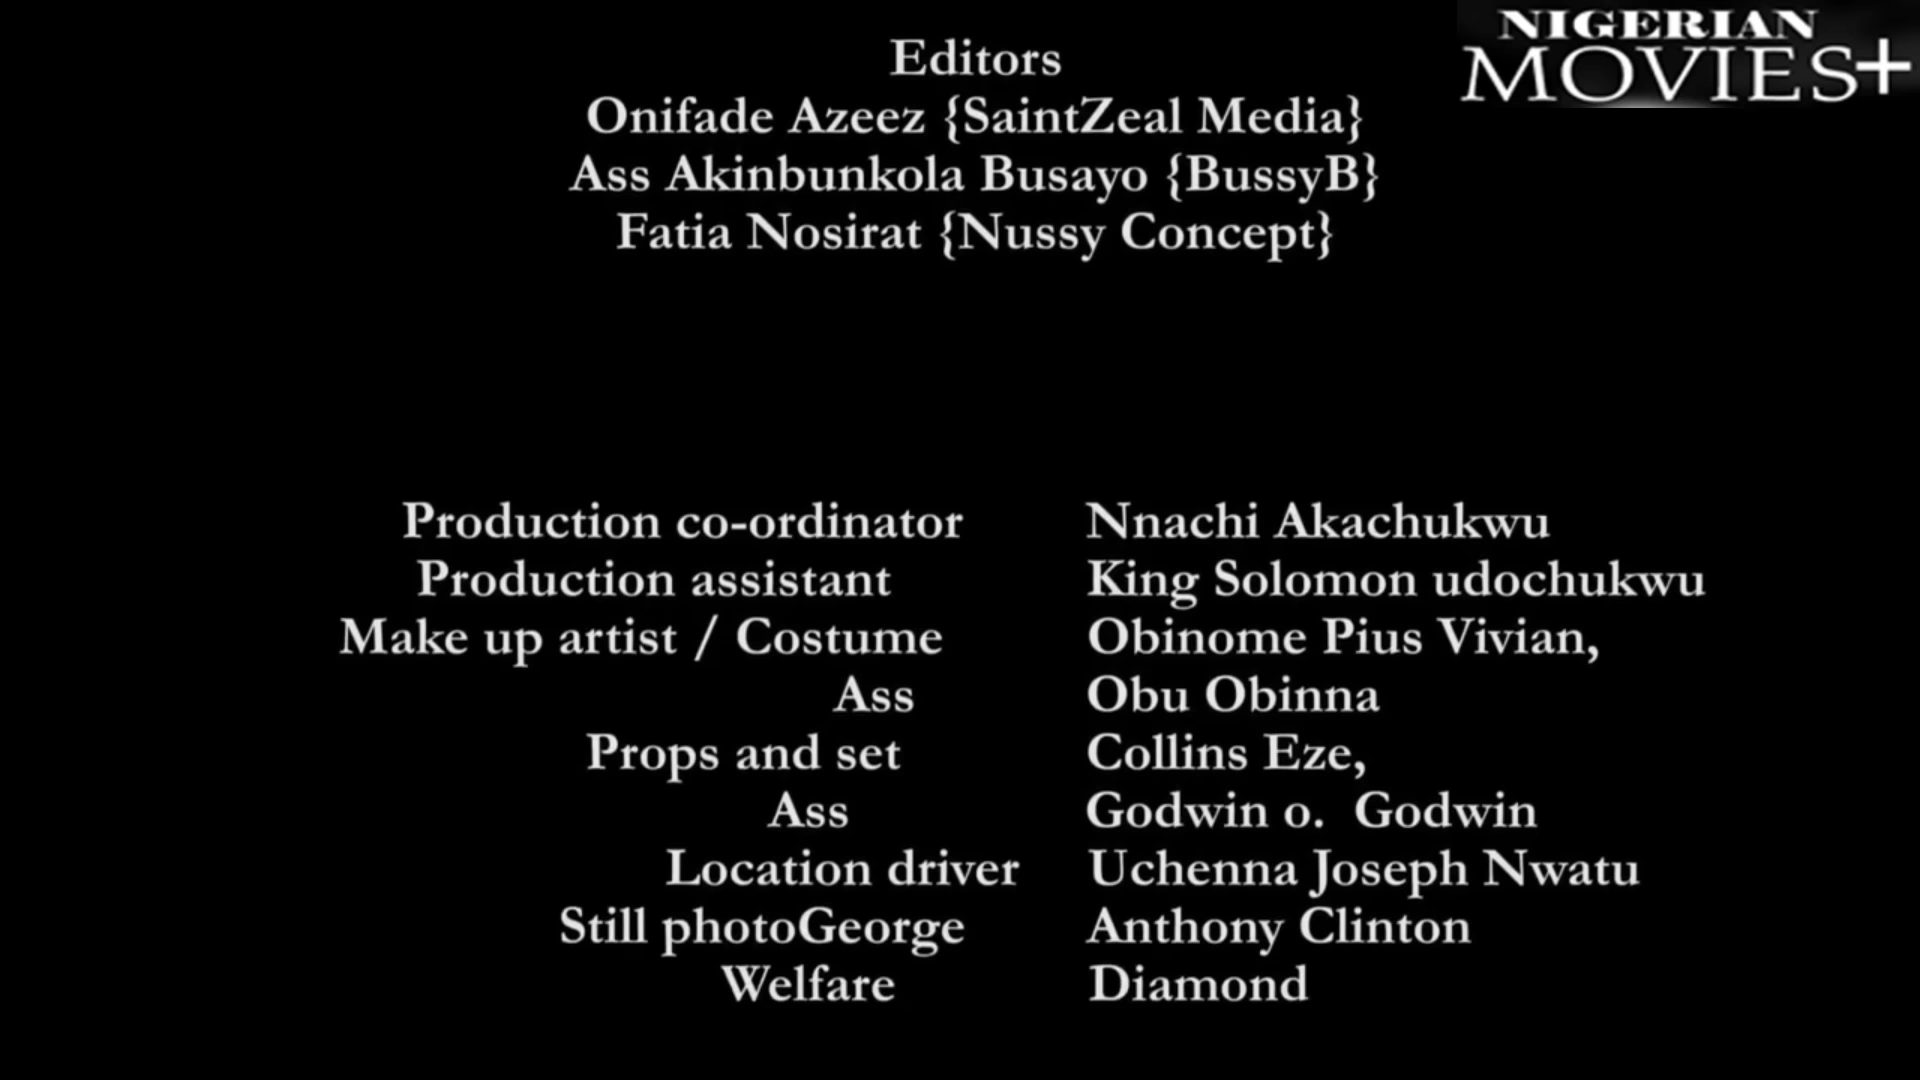 NIGERIAN
MOVIES+
Editors
Onifade Azeez {SaintZeal Media}
Ass Akinbunkola Busayo {BussyB}
Fatia Nosirat {Nussy Concept}
Production co-ordinator Nnachi Akachukwu
Production assistant King Solomon udochukwu
Make up artist / Costume Obinome Pius Vivian,
Ass Obu Obinna
Props and set Collins Eze,
Ass Godwin o. Godwin
Location driver Uchenna Joseph Nwatu
Still photoGeorge Anthony Clinton
Welfare Diamond